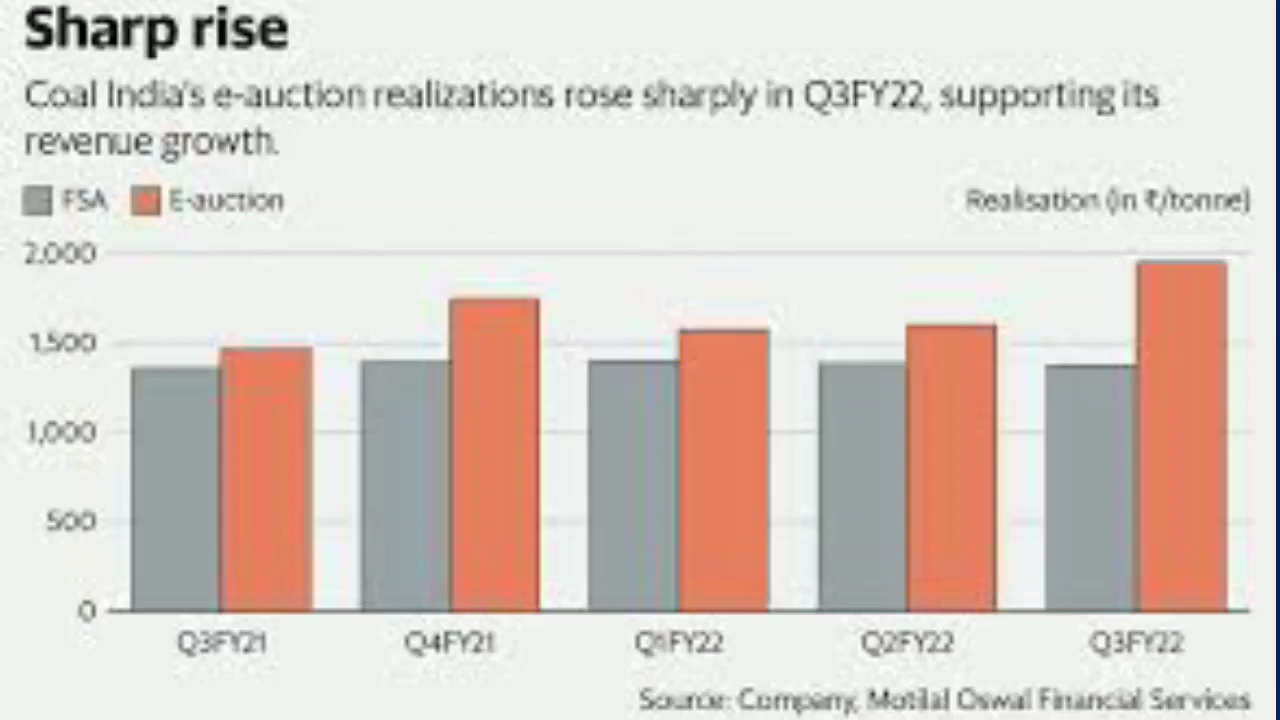 Sharp rise
Coal India's e-auction realizations rose sharply in Q3FY22, supporting its
revenue growth.
FSA E-auction Realisation (in ₹/tonne)
2,000
1,500
1,000
500
0
Q3FY21 Q4FY21 Q1FY22 Q2FY22 Q3FY22
Source: Company, Motilal Oswal Financial Services